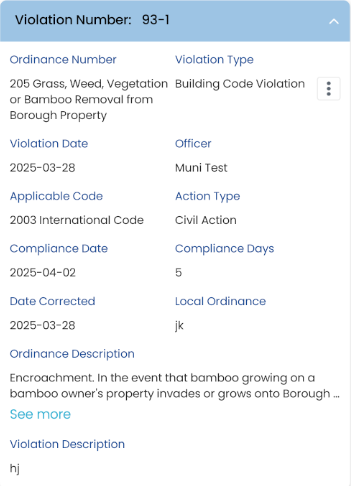 Violation Number: 93-1
Ordinance Number Violation Type
205 Grass, Weed, Vegetation Building Code Violation
or Bamboo Removal from
Borough Property
Violation Date Officer
2025-03-28 Muni Test
Applicable Code Action Type
2003 International Code Civil Action
Compliance Date Compliance Days
2025-04-02 5
Date Corrected Local Ordinance
2025-03-28 jk
Ordinance Description
Encroachment. In the event that bamboo growing on a
bamboo owner's property invades or grows onto Borough ...
See more
Violation Description
hj